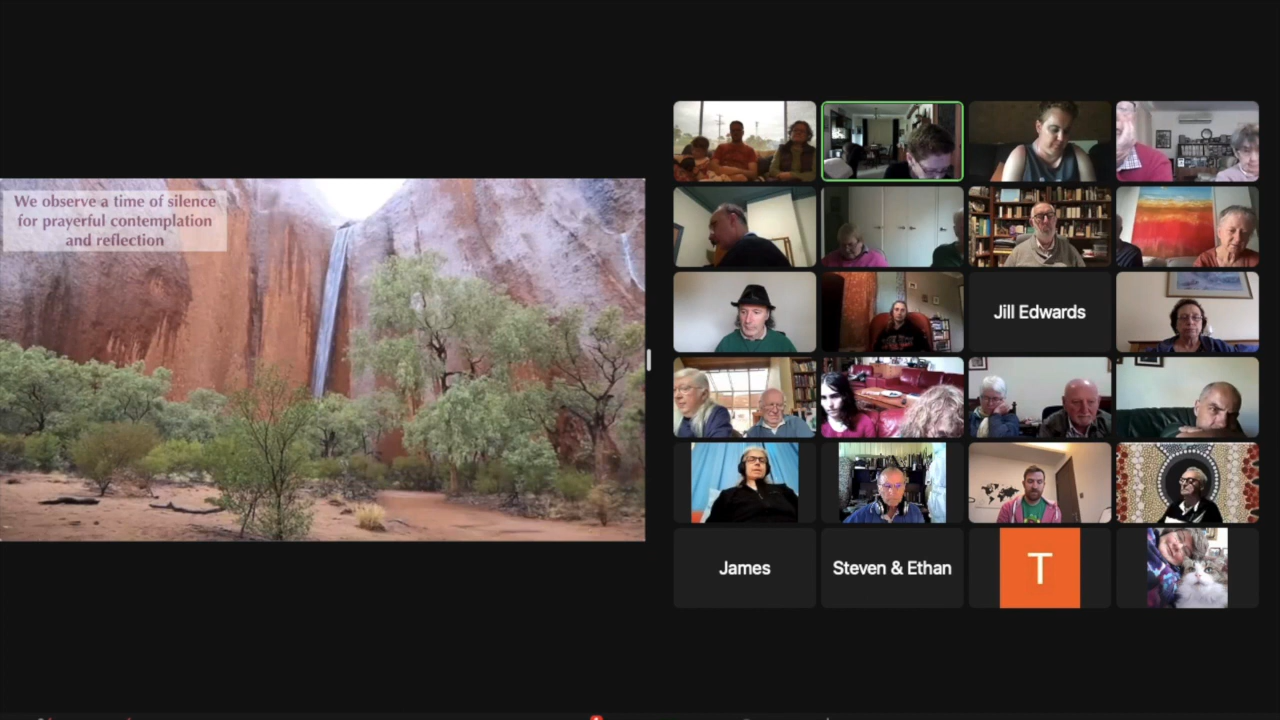 We observe a time of silence
for prayerful contemplation
and reflection
Jill Edwards
James
Steven & Ethan
T